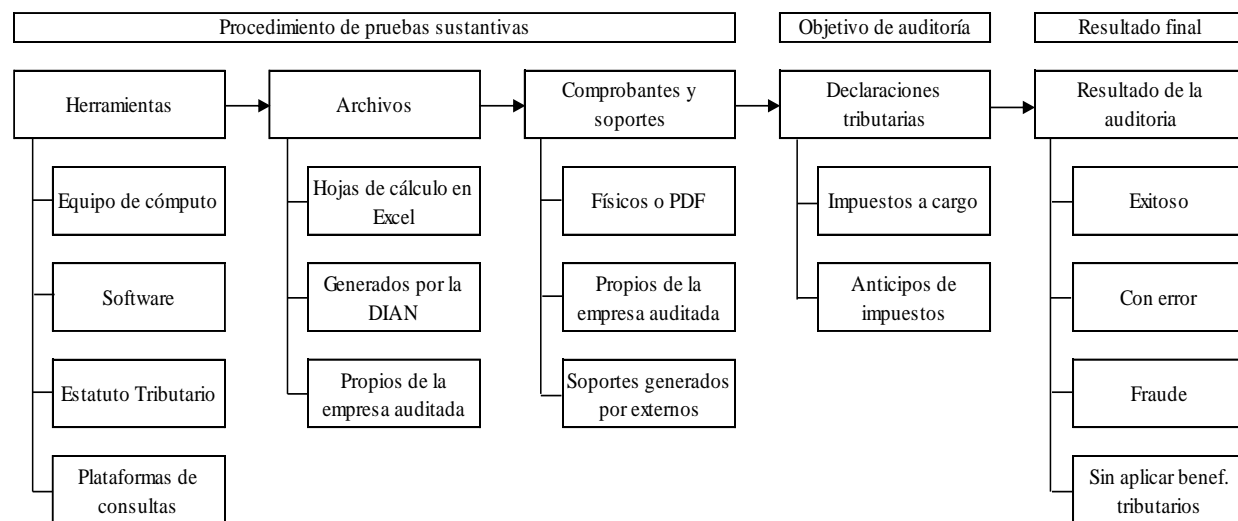 Procedimiento de pruebas sustantivas
Objetivo de auditoría
Resultado final
Herramientas
Archivos
Comprobantes y
soportes
Declaraciones
tributarias
Resultado de la
auditoria
Equipo de cómputo
Software
Estatuto Tributario
Plataformas de
consultas
Hojas de cálculo en
Excel
Generados por la
DIAN
Propios de la
empresa auditada
Físicos o PDF
Propios de la
empresa auditada
Soportes generados
por externos
Impuestos a cargo
Anticipos de
impuestos
Exitoso
Con error
Fraude
Sin aplicar benef.
tributarios